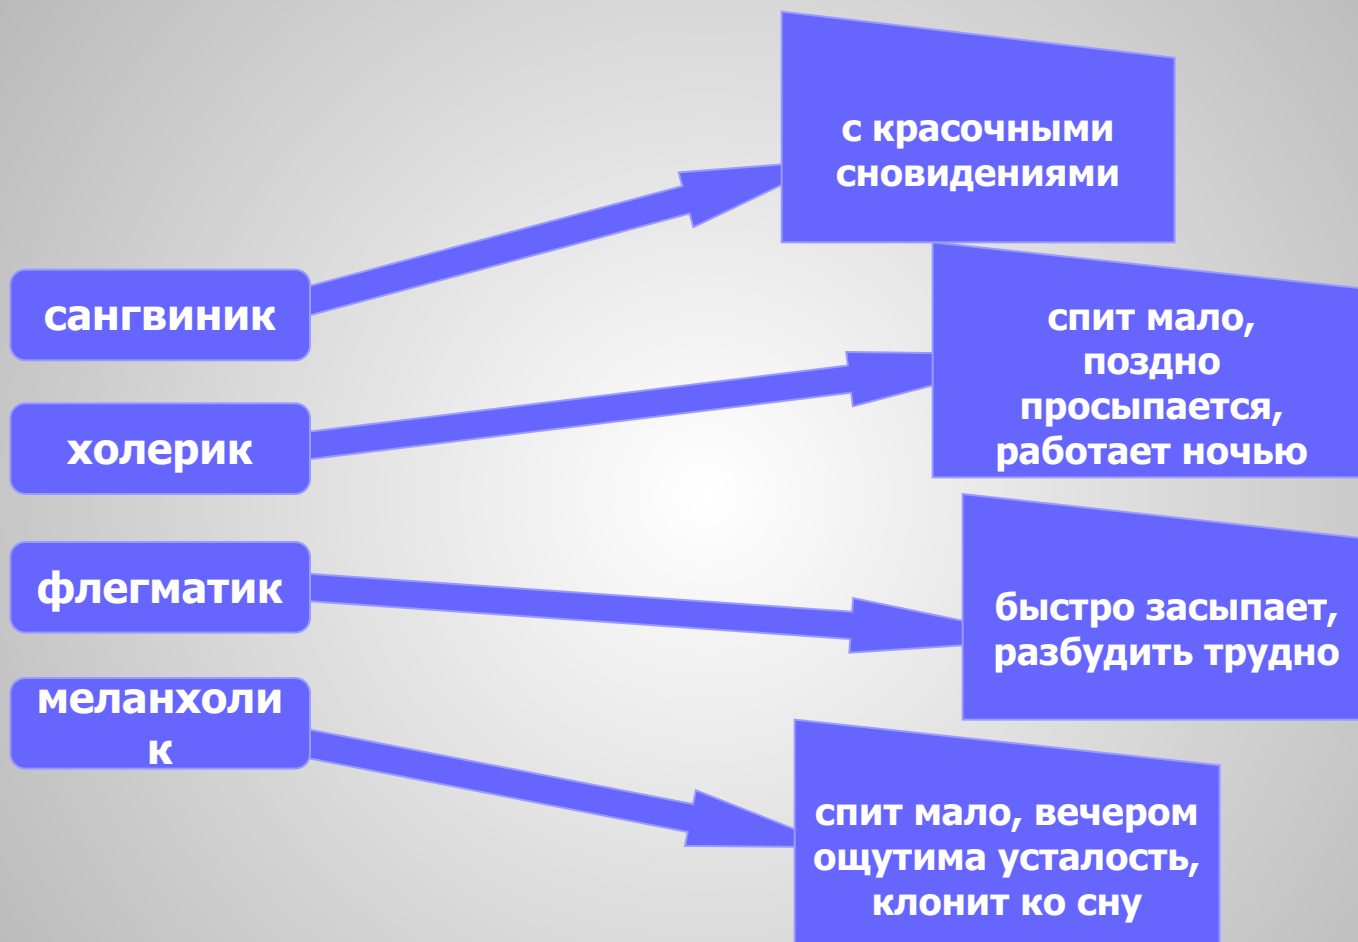 с красочными
сновидениями
сангвиник
спит мало,
поздно
просыпается,
работает ночью
холерик
флегматик
быстро засыпает,
разбудить трудно
меланхоли
к
спит мало, вечером
ощутима усталость,
клонит ко сну